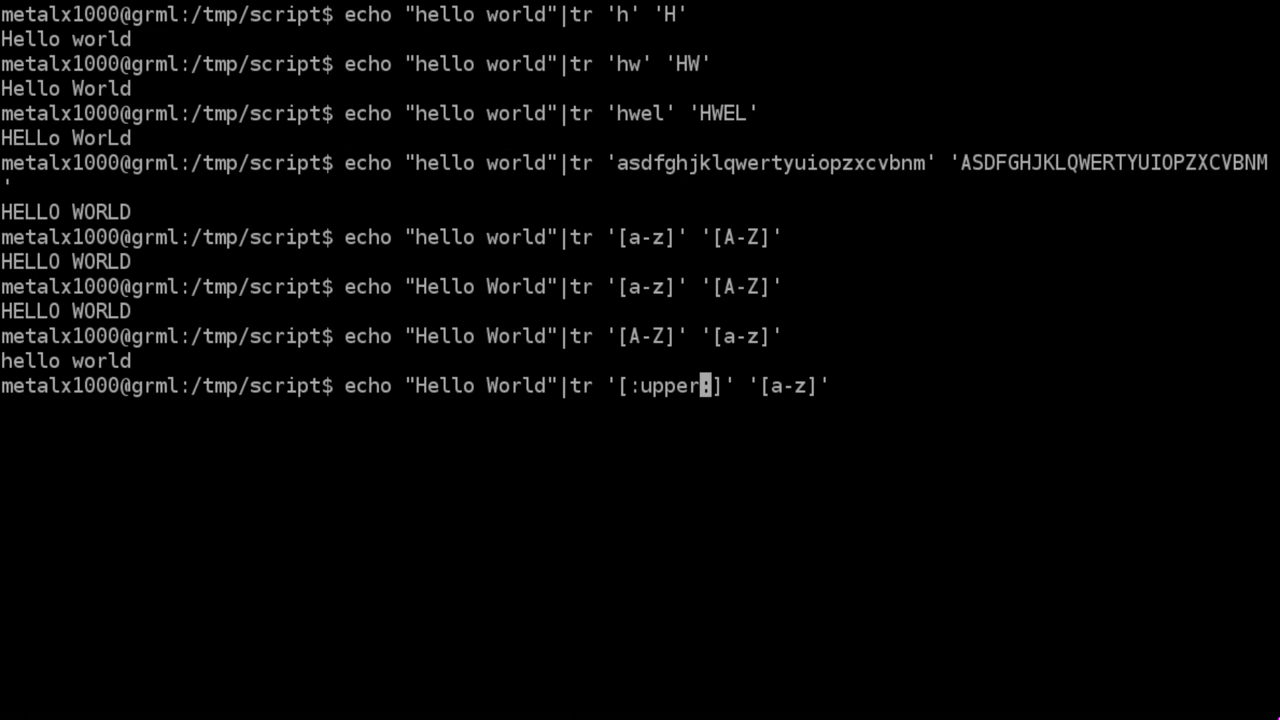 metalx1000@grml:/tmp/script$ echo "hello world"|tr 'h' 'H'
Hello world
metalx1000@grml:/tmp/script$ echo "hello world"|tr 'hw' 'HW'
Hello World
metalx1000@grml:/tmp/script$ echo "hello world"|tr 'hwel' 'HWEL'
HELLo WorLd
metalx1000@grml:/tmp/script$ echo "hello world"|tr 'asdfghjklqwertyuiopzxcvbnm' 'ASDFGHJKLQWERTYUIOPZXCVBNM
'
HELLO WORLD
metalx1000@grml:/tmp/script$ echo "hello world"|tr '[a-z]' '[A-Z]'
HELLO WORLD
metalx1000@grml:/tmp/script$ echo "Hello World"|tr '[a-z]' '[A-Z]'
HELLO WORLD
metalx1000@grml:/tmp/script$ echo "Hello World"|tr '[A-Z]' '[a-z]'
hello world
metalx1000@grml:/tmp/script$ echo "Hello World"|tr '[:upper:]' '[a-z]'